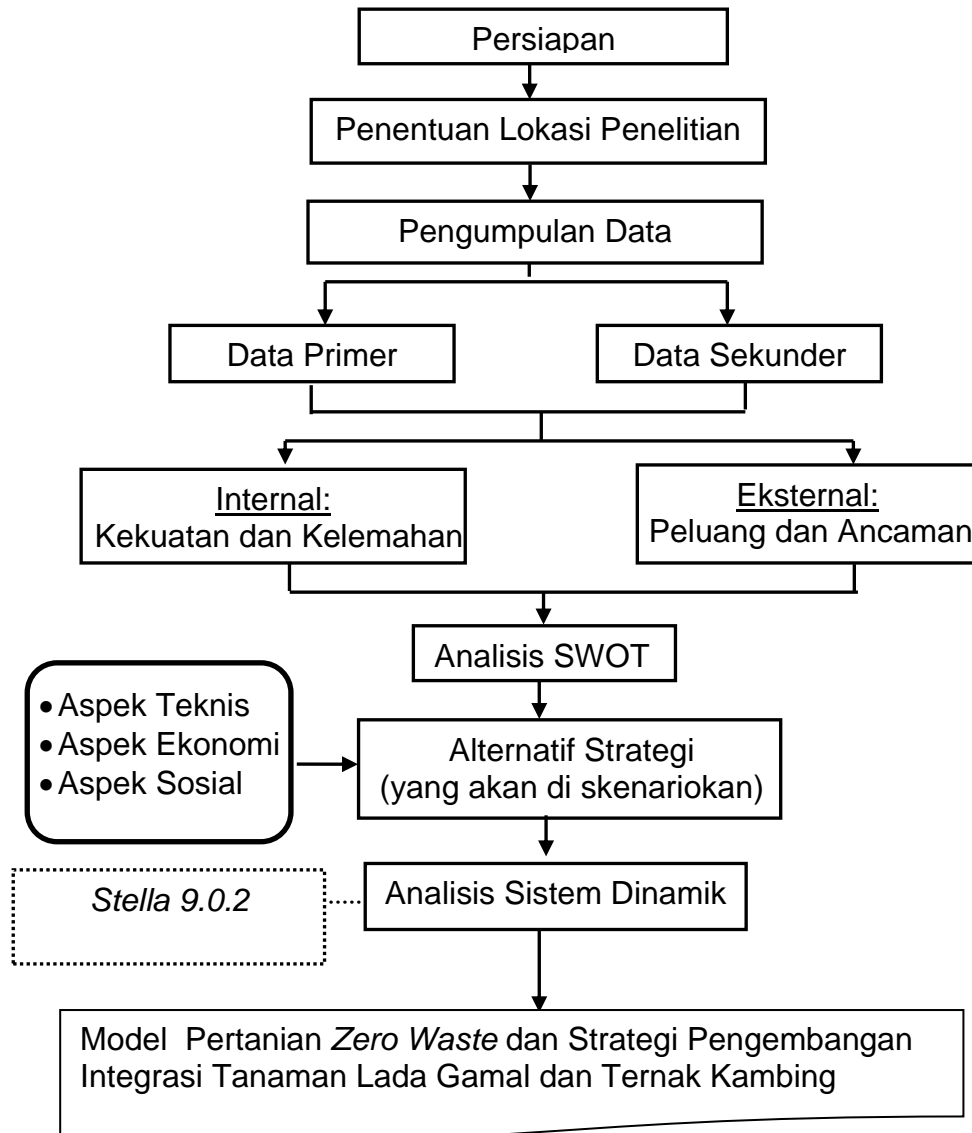 Persiapan
Penentuan Lokasi Penelitian
Pengumpulan Data
Data Primer
Data Sekunder
Internal:
Kekuatan dan Kelemahan
Eksternal:
Peluang dan Ancaman
Analisis SWOT
• Aspek Teknis
• Aspek Ekonomi
• Aspek Sosial
Alternatif Strategi
(yang akan di skenariokan)
Stella 9.0.2
Analisis Sistem Dinamik
Model Pertanian Zero Waste dan Strategi Pengembangan
Integrasi Tanaman Lada Gamal dan Ternak Kambing